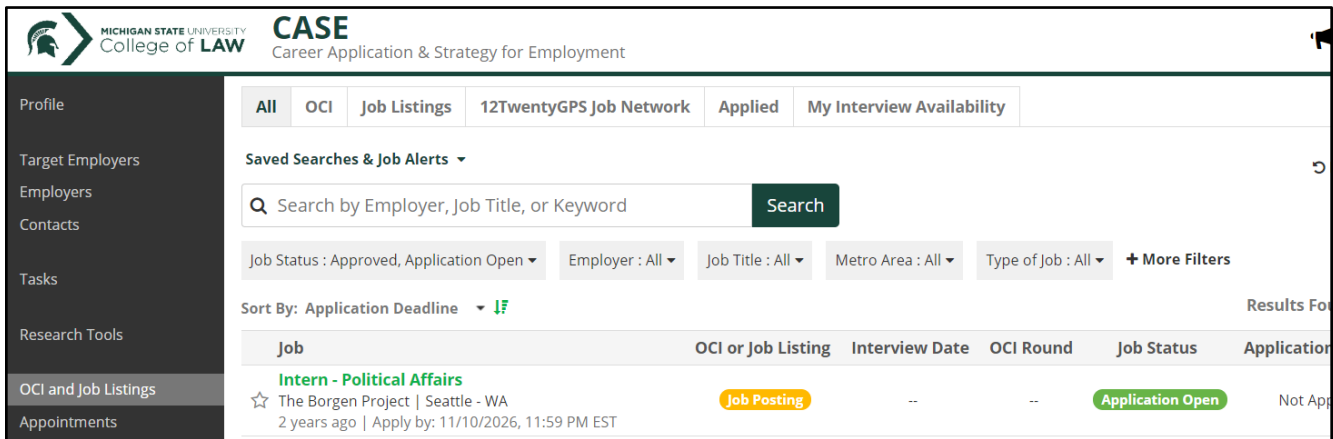 MICHIGAN STATE UNIVERSITY
College of LAW
CASE
Career Application & Strategy for Employment
Profile
Target Employers
Employers
Contacts
Tasks
Research Tools
OCI and Job Listings
Appointments
All OCI Job Listings 12TwentyGPS Job Network Applied My Interview Availability
Saved Searches & Job Alerts
Search by Employer, Job Title, or Keyword Search
Job Status : Approved, Application Open Employer : All Job Title : All Metro Area : All Type of Job : All + More Filters
Sort By: Application Deadline Results Fou
Job OCI or Job Listing Interview Date OCI Round Job Status Application
Intern - Political Affairs
The Borgen Project | Seattle - WA Job Posting -- -- Application Open Not App
2 years ago | Apply by: 11/10/2026, 11:59 PM EST